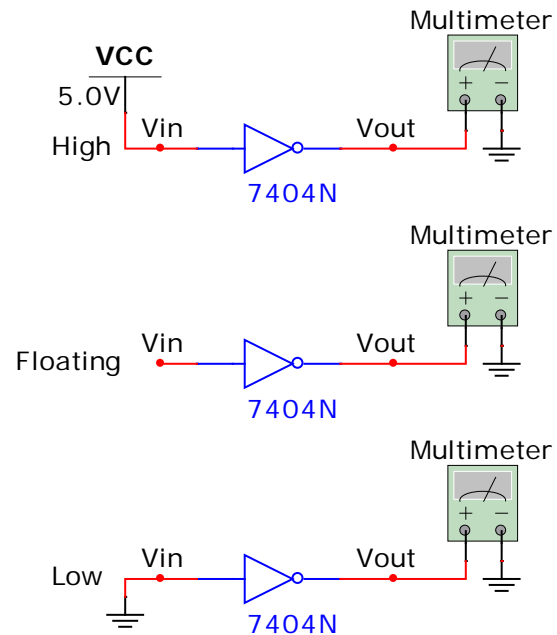 Multimeter
VCC
5.0V
+ −
High
Vin
Vout
7404N
Multimeter
+ −
Floating
Vin
Vout
7404N
Multimeter
+ −
Low
Vin
Vout
7404N